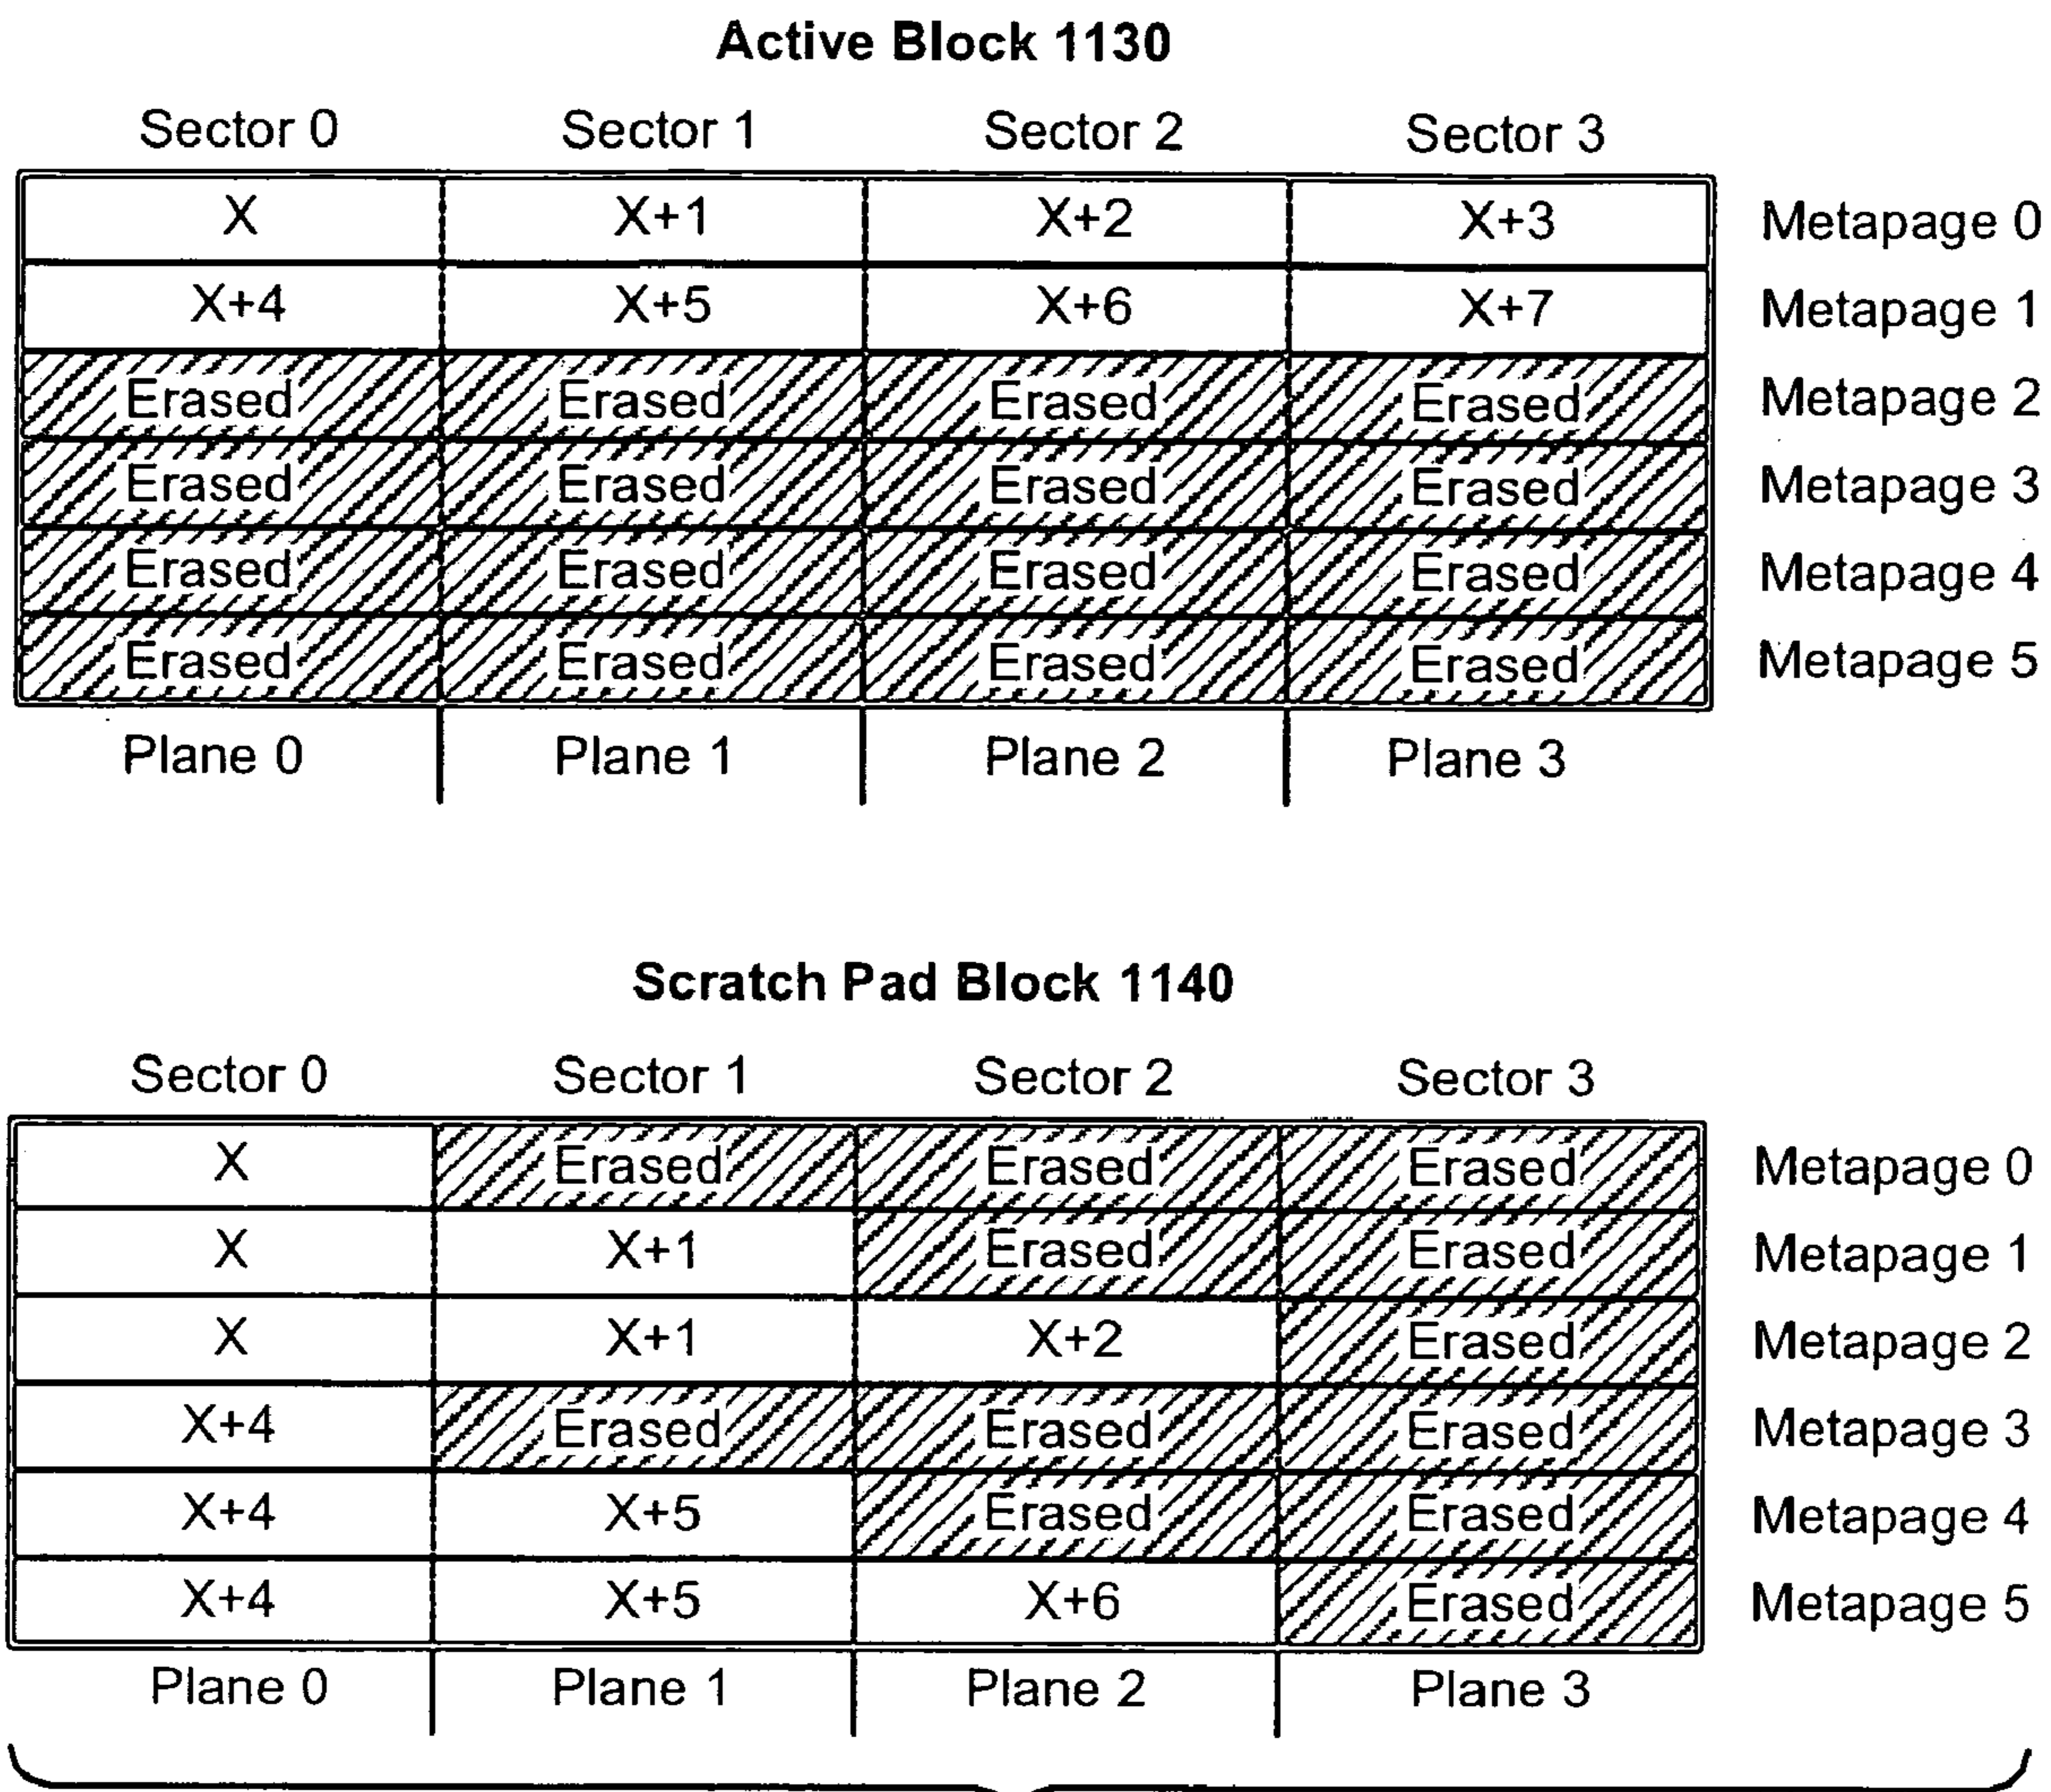 Active Block 1130
Sector 0 Sector 1 Sector 2 Sector 3
X X+1 X+2 X+3 Metapage 0
X+4 X+5 X+6 X+7 Metapage 1
Erased Erased Erased Erased Metapage 2
Erased Erased Erased Erased Metapage 3
Erased Erased Erased Erased Metapage 4
Erased Erased Erased Erased Metapage 5
Plane 0 Plane 1 Plane 2 Plane 3
Scratch Pad Block 1140
Sector 0 Sector 1 Sector 2 Sector 3
X Erased Erased Erased Metapage 0
X X+1 Erased Erased Metapage 1
X X+1 X+2 Erased Metapage 2
X+4 Erased Erased Erased Metapage 3
X+4 X+5 Erased Erased Metapage 4
X+4 X+5 X+6 Erased Metapage 5
Plane 0 Plane 1 Plane 2 Plane 3